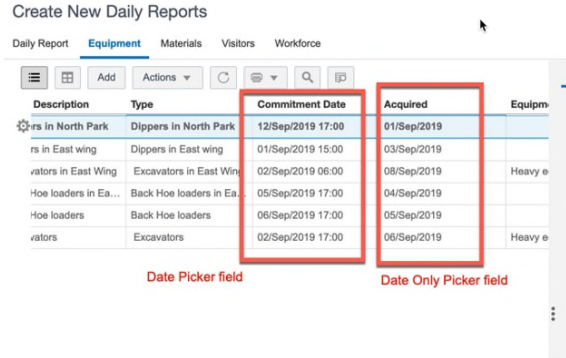 Create New Daily Reports
Daily Report Equipment Materials Visitors Workforce
Add Actions
Description Type Commitment Date Acquired Equipm
rs in North Park Dippers in North Park 12/Sep/2019 17:00 01/Sep/2019
rs in East wing Dippers in East wing 01/Sep/2019 15:00 03/Sep/2019
vators in East Wing Excavators in East Wing 02/Sep/2019 06:00 08/Sep/2019 Heavy e
Hoe loaders in Ea... Back Hoe loaders in Ea... 05/Sep/2019 17:00 04/Sep/2019
Hoe loaders Back Hoe loaders 06/Sep/2019 17:00 05/Sep/2019
vators Excavators 02/Sep/2019 17:00 06/Sep/2019 Heavy e
Date Picker field Date Only Picker field